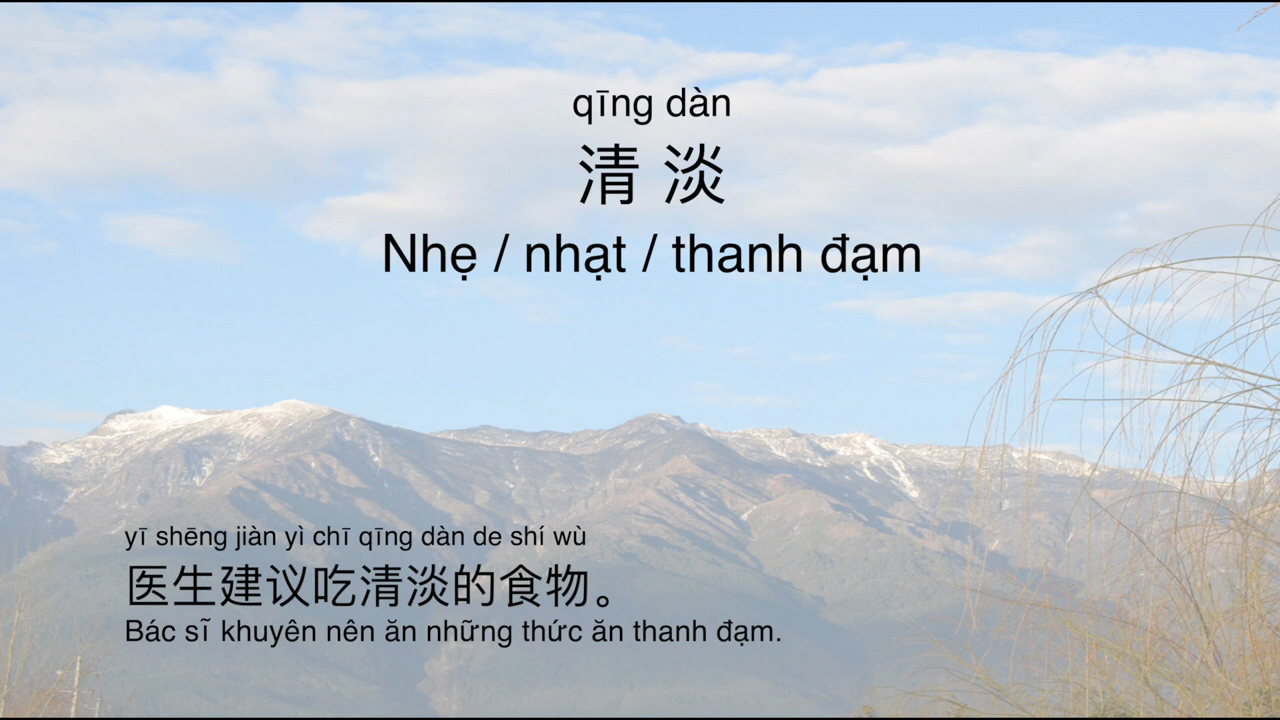 qīng dàn
清 淡
Nhẹ / nhạt / thanh đạm
yī shēng jiàn yì chī qīng dàn de shí wù
医生建议吃清淡的食物。
Bác sĩ khuyên nên ăn những thức ăn thanh đạm.